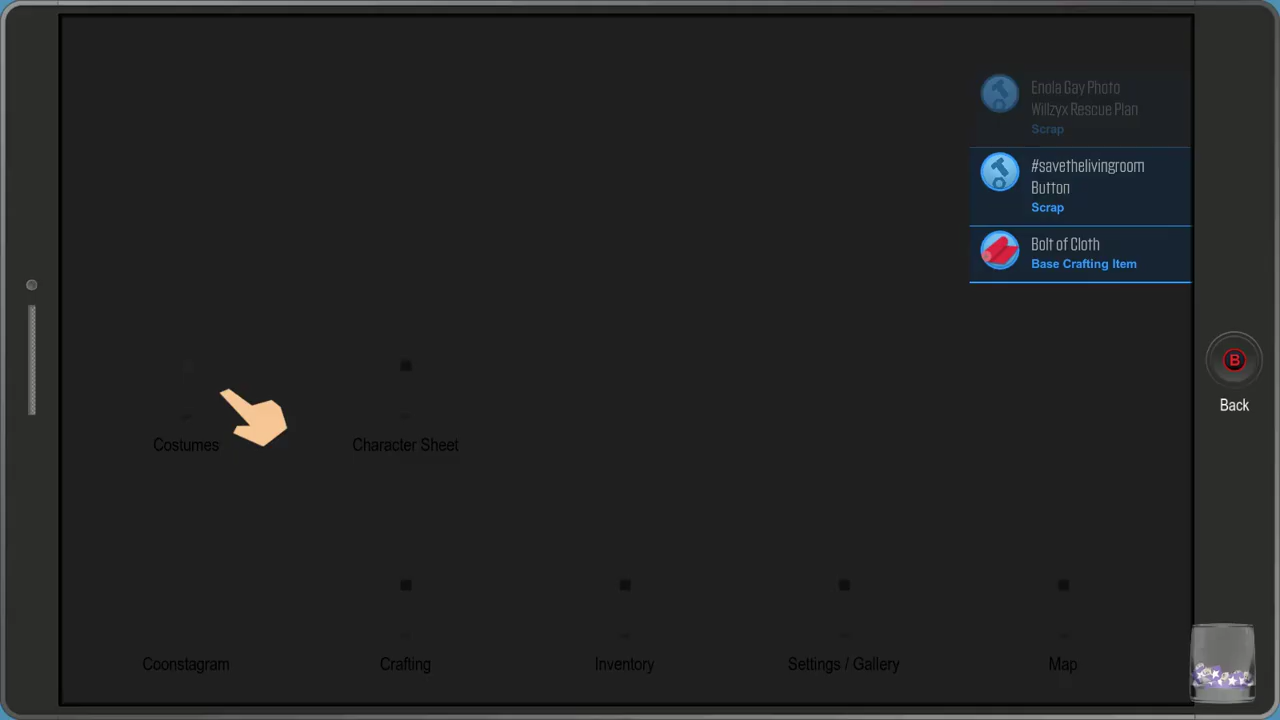 Enola Gay Photo
Willzyx Rescue Plan
Scrap
#savethelivingroom
Button
Scrap
Bolt of Cloth
Base Crafting Item
B
Back
Costumes
Character Sheet
Coonstagram
Crafting
Inventory
Settings / Gallery
Map